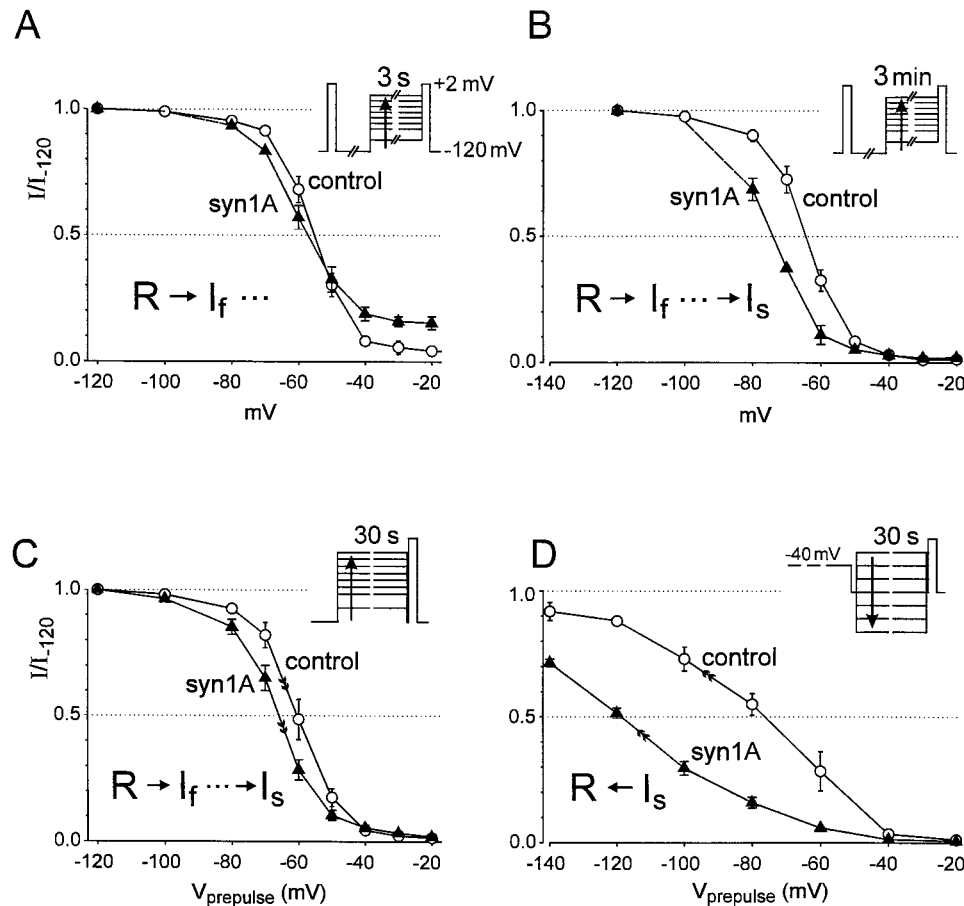 A
3 s
+2 mV
-120 mV
I/I-120
1.0
0.5
0.0
control
syn1A
R → If ⋯
-120 -100 -80 -60 -40 -20
mV
B
3 min
1.0
0.5
0.0
control
syn1A
R → If ⋯→ Is
-140 -120 -100 -80 -60 -40 -20
mV
C
30 s
I/I-120
1.0
0.5
0.0
control
syn1A
R → If ⋯→ Is
-120 -100 -80 -60 -40 -20
Vprepulse (mV)
D
30 s
-40 mV
1.0
0.5
0.0
control
syn1A
R ← Is
-140 -120 -100 -80 -60 -40 -20
Vprepulse (mV)